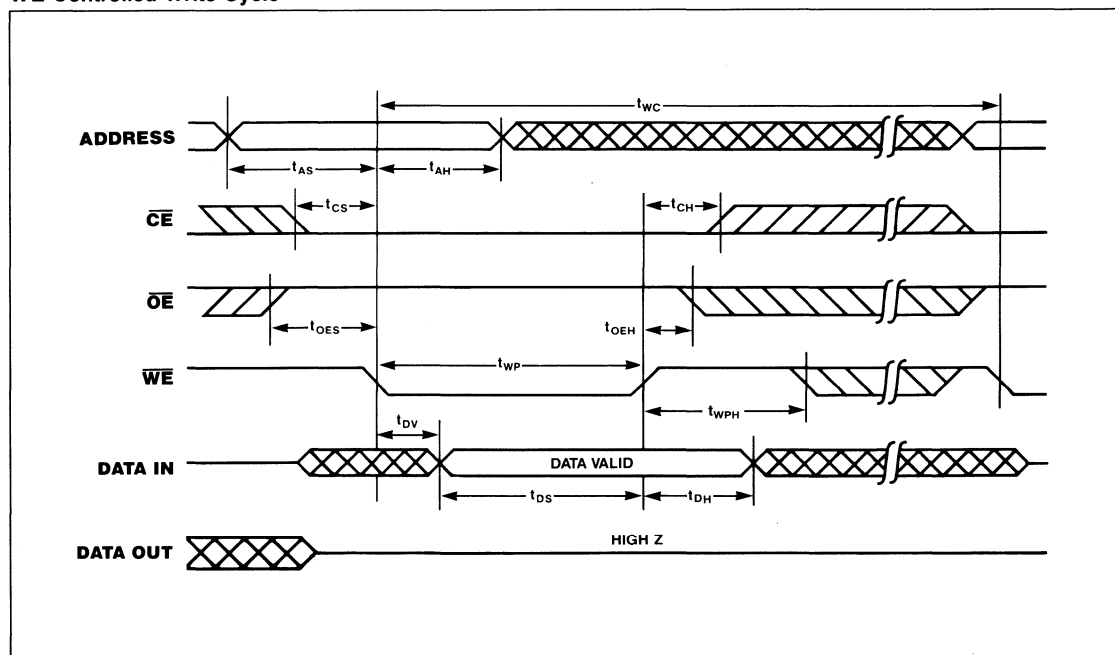 WE Controlled Write Cycle
tWC
ADDRESS
tAS
tAH
CE
tCS
tCH
OE
tOES
tOEH
WE
tWP
tWPH
tDV
DATA IN
DATA VALID
tDS
tDH
DATA OUT
HIGH Z